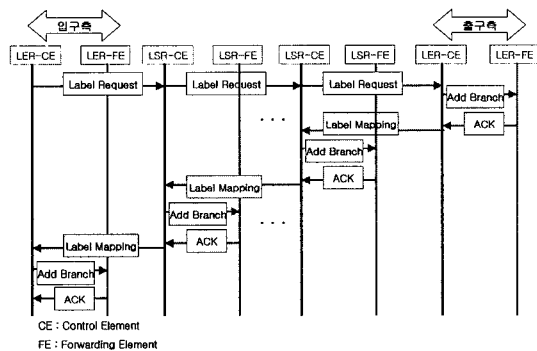 입구측 출구측
LER-CE LER-FE LSR-CE LSR-FE LSR-CE LSR-FE LER-CE LER-FE
Label Request Label Request Label Request
Add Branch
. . . Label Mapping ACK
Add Branch
Label Mapping ACK
Add Branch
. . .
Label Mapping ACK
Add Branch
ACK
CE : Control Element
FE : Forwarding Element